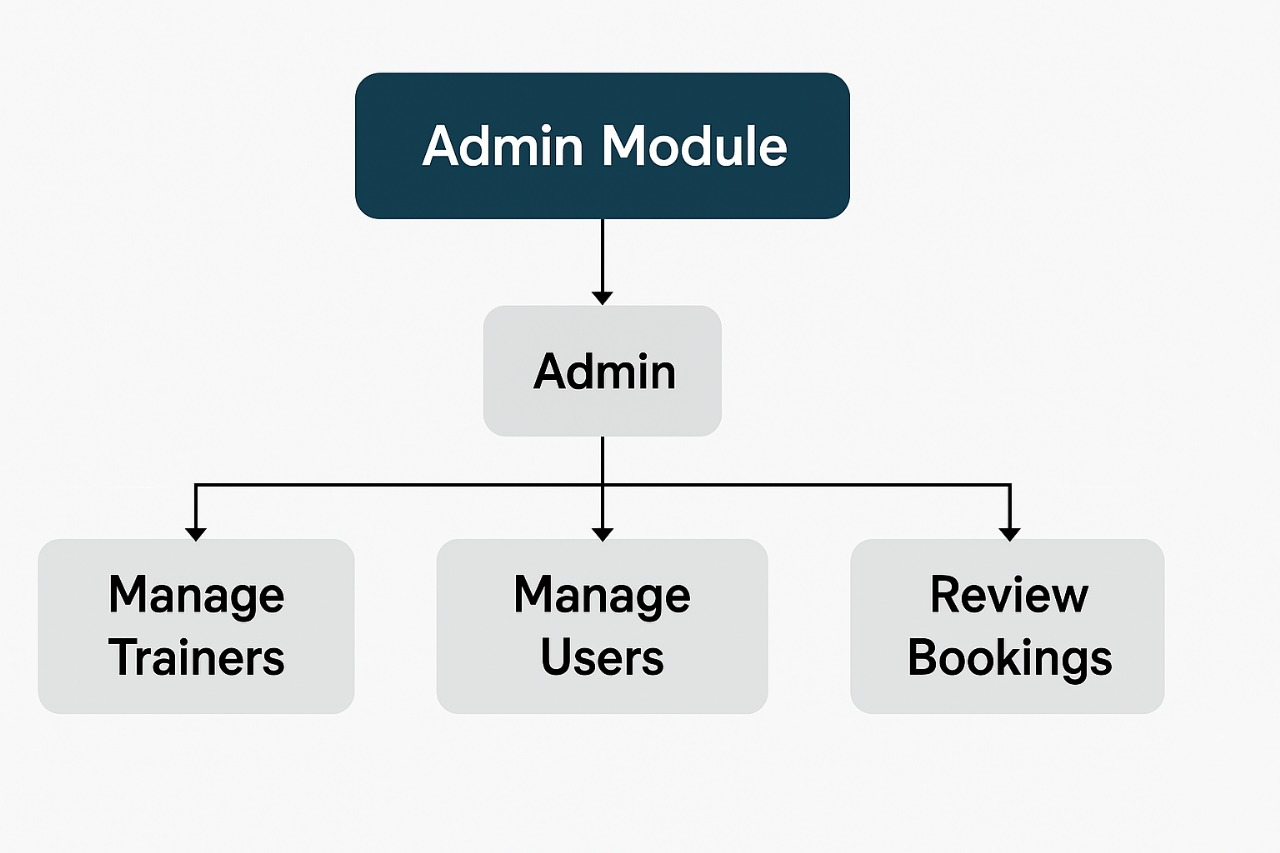 Admin Module
Admin
Manage
Trainers
Manage
Users
Review
Bookings